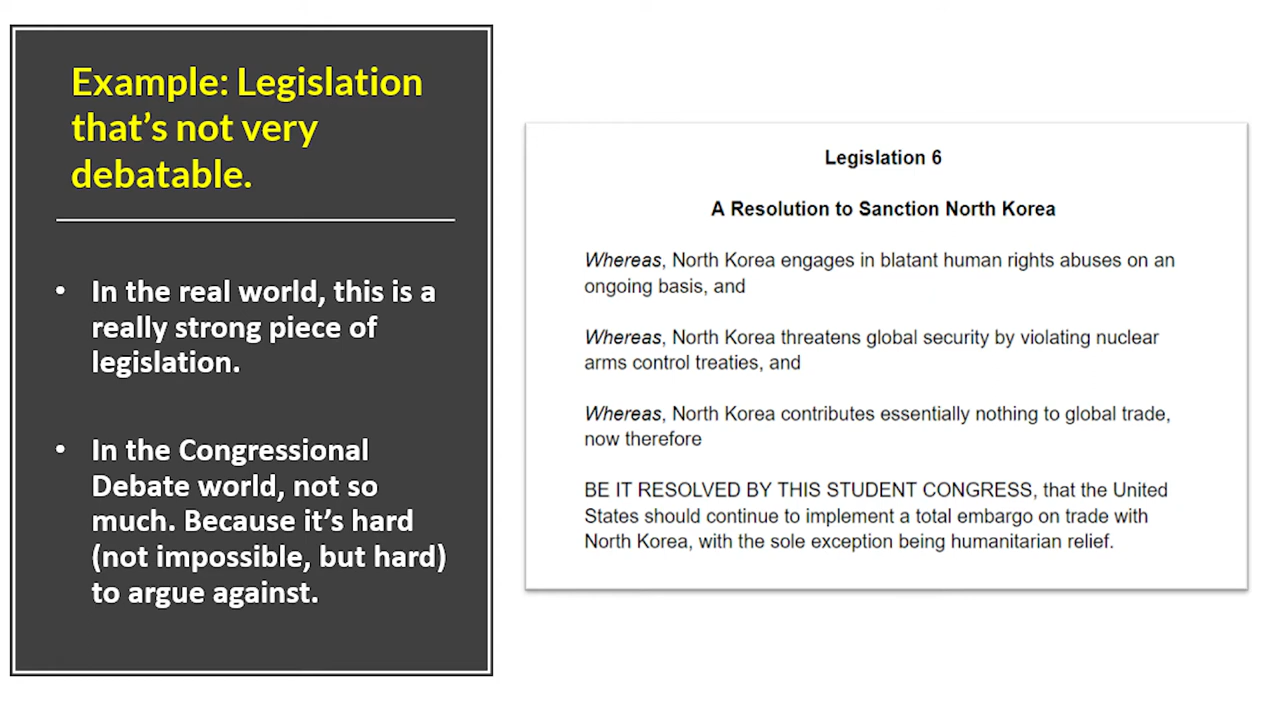 Example: Legislation
that’s not very
debatable.
• In the real world, this is a
really strong piece of
legislation.
• In the Congressional
Debate world, not so
much. Because it’s hard
(not impossible, but hard)
to argue against.
Legislation 6
A Resolution to Sanction North Korea
Whereas, North Korea engages in blatant human rights abuses on an
ongoing basis, and
Whereas, North Korea threatens global security by violating nuclear
arms control treaties, and
Whereas, North Korea contributes essentially nothing to global trade,
now therefore
BE IT RESOLVED BY THIS STUDENT CONGRESS, that the United
States should continue to implement a total embargo on trade with
North Korea, with the sole exception being humanitarian relief.